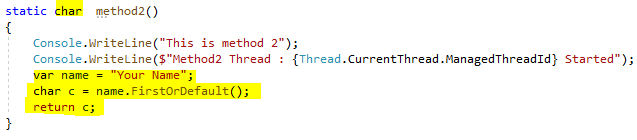 static char method2()
{
Console.WriteLine("This is method 2");
Console.WriteLine($"Method2 Thread : {Thread.CurrentThread.ManagedThreadId} Started");
var name = "Your Name";
char c = name.FirstOrDefault();
return c;
}